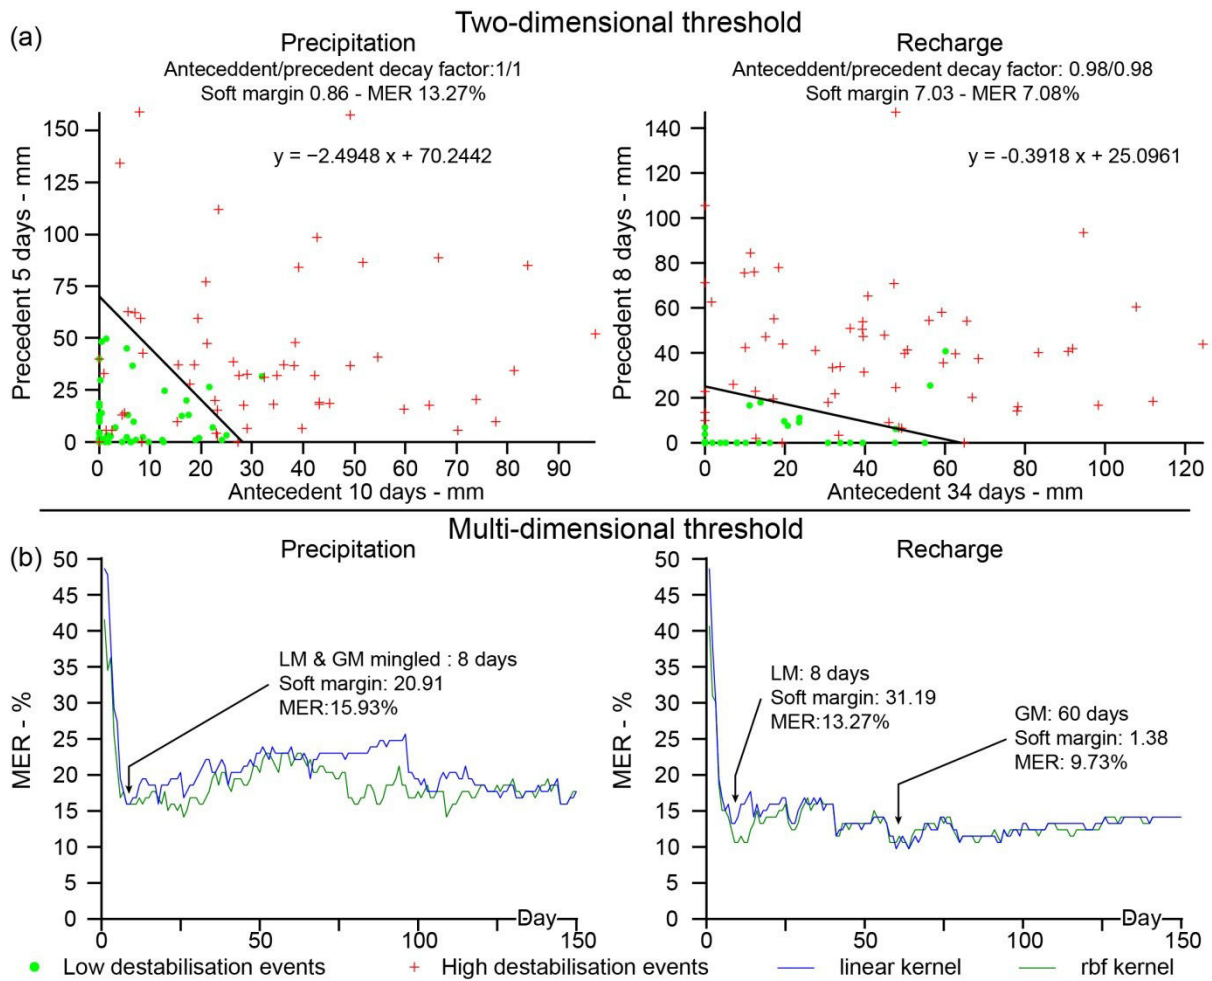 Two-dimensional threshold
(a)
Precipitation
Anteceddent/precedent decay factor:1/1
Soft margin 0.86 - MER 13.27%
y = −2.4948 x + 70.2442
Precedent 5 days - mm
150
125
100
75
50
25
0
0 10 20 30 40 50 60 70 80 90
Antecedent 10 days - mm
Recharge
Antecedent/precedent decay factor: 0.98/0.98
Soft margin 7.03 - MER 7.08%
y = -0.3918 x + 25.0961
Precedent 8 days - mm
140
120
100
80
60
40
20
0
0 20 40 60 80 100 120
Antecedent 34 days - mm
Multi-dimensional threshold
(b)
Precipitation
LM & GM mingled : 8 days
Soft margin: 20.91
MER:15.93%
MER - %
50
45
40
35
30
25
20
15
10
5
0
0 50 100 150
Day
Recharge
LM: 8 days
Soft margin: 31.19
MER:13.27%
GM: 60 days
Soft margin: 1.38
MER: 9.73%
MER - %
50
45
40
35
30
25
20
15
10
5
0
0 50 100 150
Day
Low destabilisation events High destabilisation events linear kernel rbf kernel